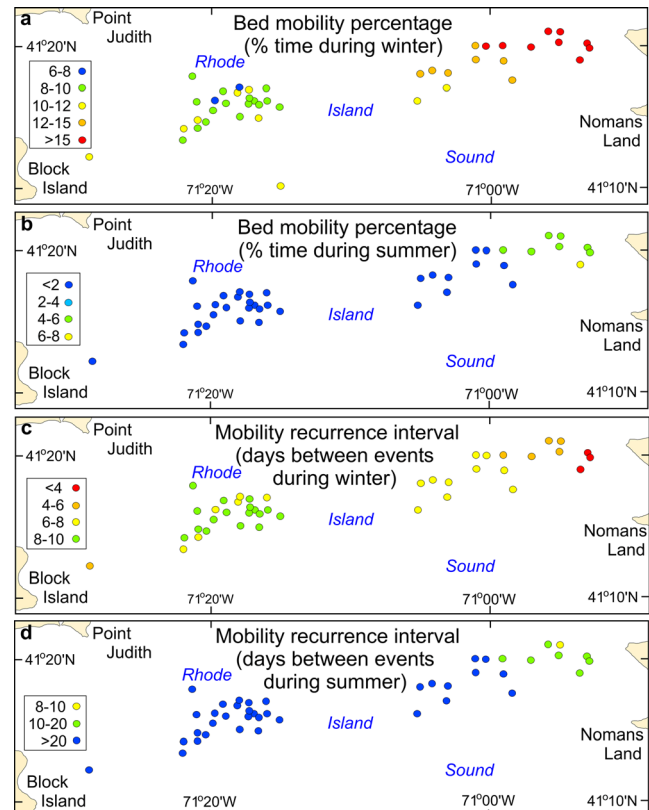 a
Point
Judith
Bed mobility percentage
(% time during winter)
41°20'N
Rhode
6-8
8-10
10-12
12-15
>15
Island
Nomans
Land
Sound
Block
Island
71°20'W
71°00'W
41°10'N
b
Point
Judith
Bed mobility percentage
(% time during summer)
41°20'N
Rhode
<2
2-4
4-6
6-8
Island
Nomans
Land
Sound
Block
Island
71°20'W
71°00'W
41°10'N
c
Point
Judith
Mobility recurrence interval
(days between events
during winter)
41°20'N
Rhode
<4
4-6
6-8
8-10
Island
Nomans
Land
Sound
Block
Island
71°20'W
71°00'W
41°10'N
d
Point
Judith
Mobility recurrence interval
(days between events
during summer)
41°20'N
Rhode
8-10
10-20
>20
Island
Nomans
Land
Sound
Block
Island
71°20'W
71°00'W
41°10'N